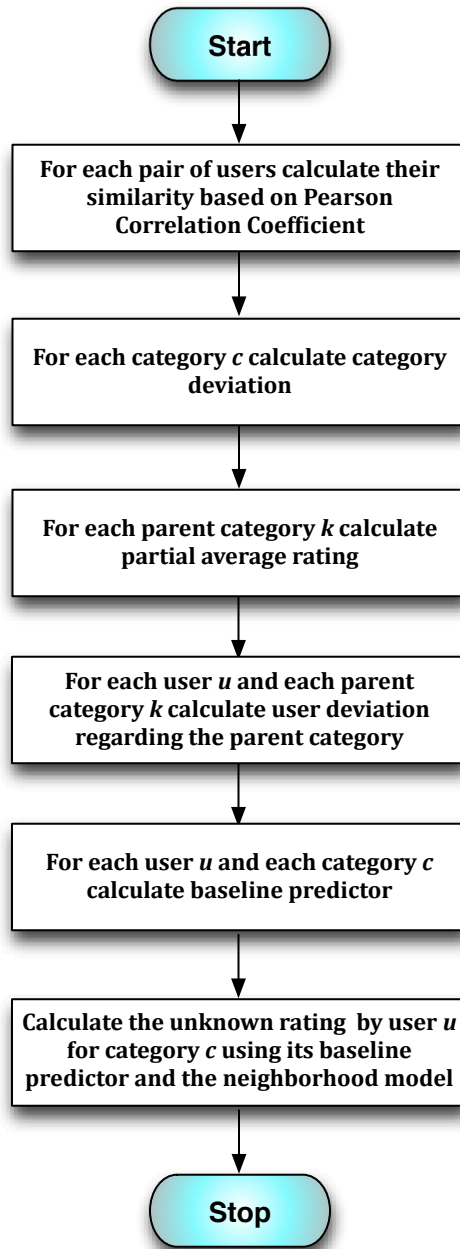 Start
For each pair of users calculate their
similarity based on Pearson
Correlation Coefficient
For each category c calculate category
deviation
For each parent category k calculate
partial average rating
For each user u and each parent
category k calculate user deviation
regarding the parent category
For each user u and each category c
calculate baseline predictor
Calculate the unknown rating by user u
for category c using its baseline
predictor and the neighborhood model
Stop